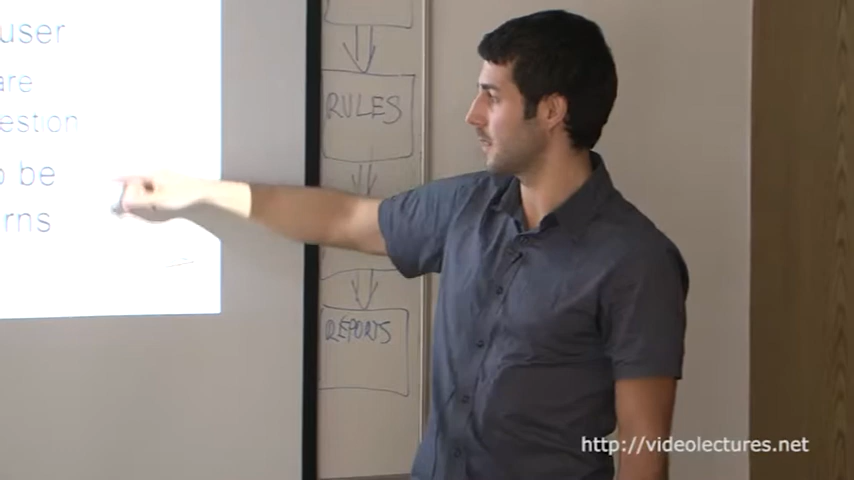 user
are
estion
o be
rns
RULES
REPORTS
http://videolectures.net